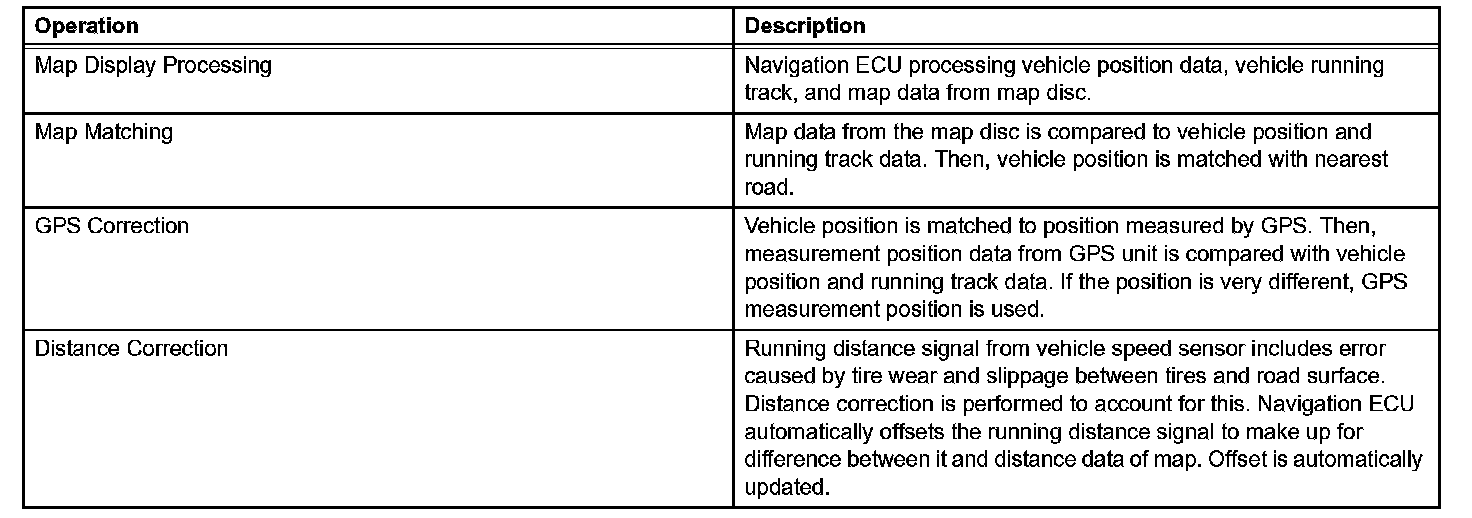 Operation
Description
Map Display Processing
Navigation ECU processing vehicle position data, vehicle running
track, and map data from map disc.
Map Matching
Map data from the map disc is compared to vehicle position and
running track data. Then, vehicle position is matched with nearest
road.
GPS Correction
Vehicle position is matched to position measured by GPS. Then,
measurement position data from GPS unit is compared with vehicle
position and running track data. If the position is very different, GPS
measurement position is used.
Distance Correction
Running distance signal from vehicle speed sensor includes error
caused by tire wear and slippage between tires and road surface.
Distance correction is performed to account for this. Navigation ECU
automatically offsets the running distance signal to make up for
difference between it and distance data of map. Offset is automatically
updated.